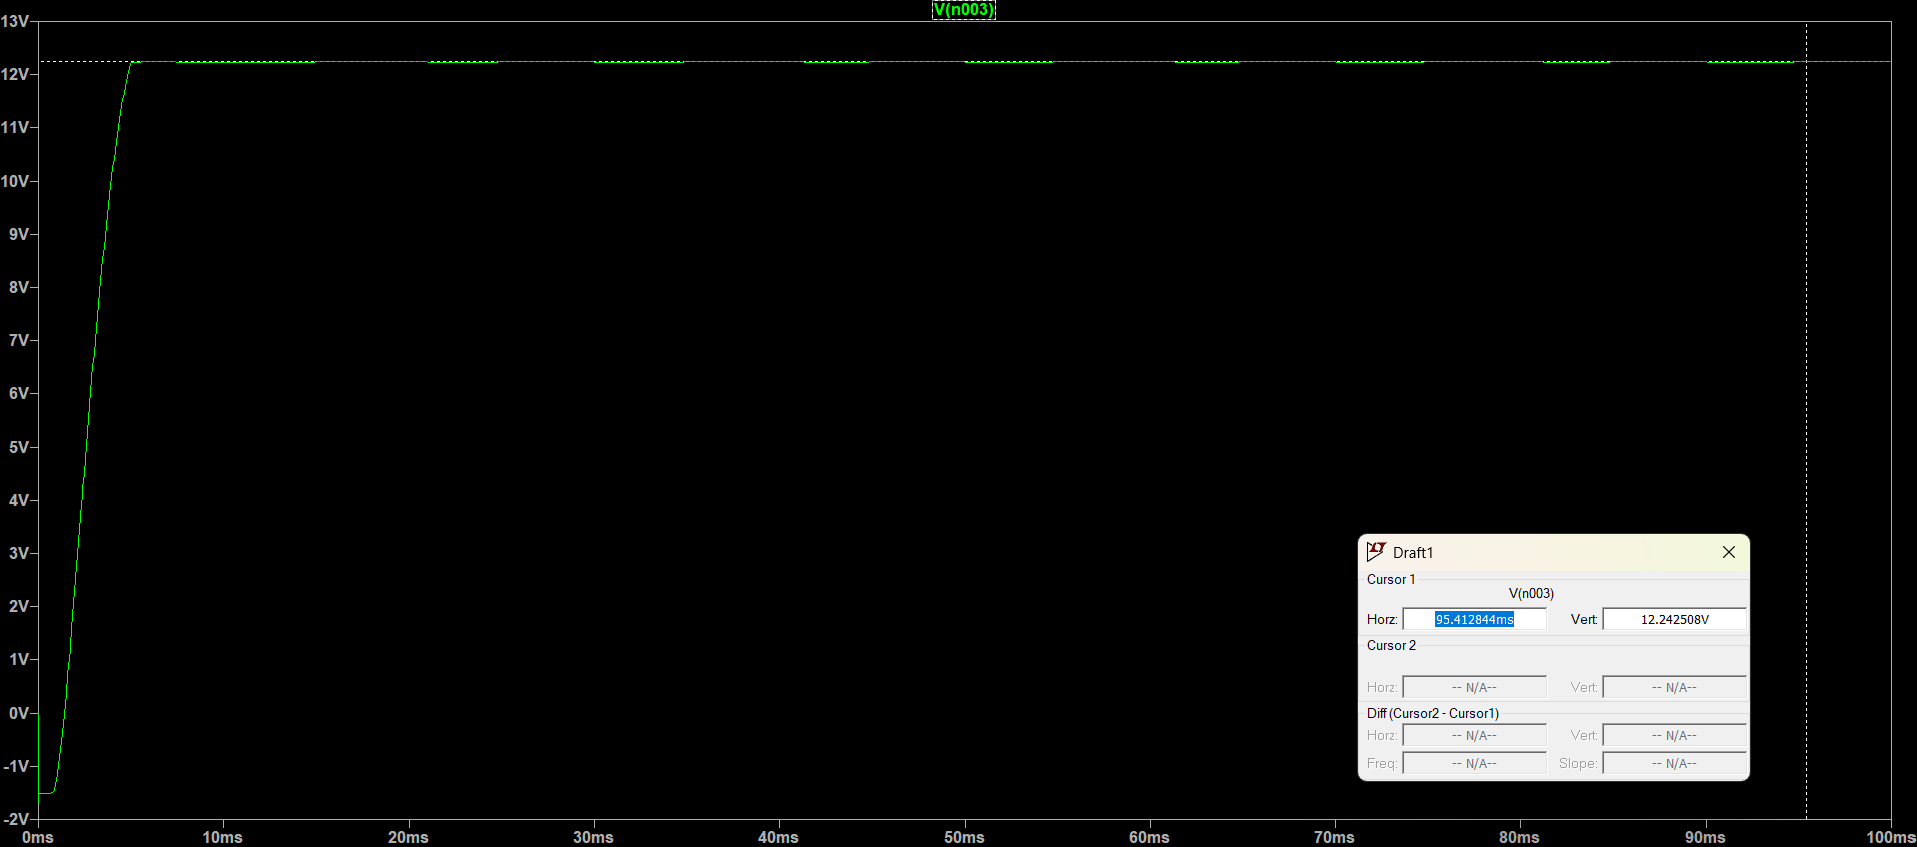 V(n003)
13V
12V
11V
10V
9V
8V
7V
6V
5V
4V
3V
2V
1V
0V
-1V
-2V
0ms 10ms 20ms 30ms 40ms 50ms 60ms 70ms 80ms 90ms 100ms
Draft1
Cursor 1
V(n003)
Horz: 95.412844ms Vert: 12.242508V
Cursor 2
Horz: -- N/A-- Vert: -- N/A--
Diff (Cursor2 - Cursor1)
Horz: -- N/A-- Vert: -- N/A--
Freq: -- N/A-- Slope: -- N/A--